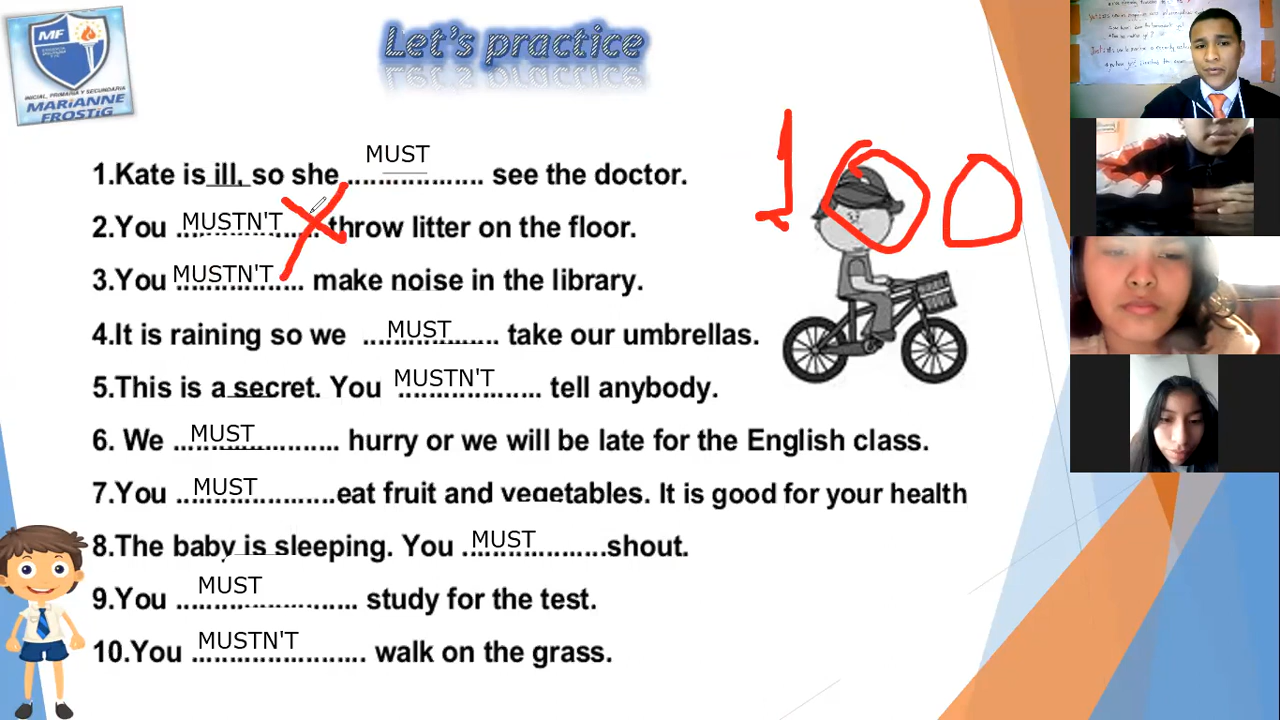 MF
INICIAL, PRIMARIA Y SECUNDARIA
MARIANNE
FROSTIG
Let's practice
1.Kate is ill, so she ...MUST... see the doctor.
2.You ...MUSTN'T... throw litter on the floor.
3.You ...MUSTN'T... make noise in the library.
4.It is raining so we ...MUST... take our umbrellas.
5.This is a secret. You ...MUSTN'T... tell anybody.
6. We ...MUST... hurry or we will be late for the English class.
7.You ...MUST...eat fruit and vegetables. It is good for your health
8.The baby is sleeping. You ...MUST...shout.
9.You ...MUST... study for the test.
10.You ...MUSTN'T... walk on the grass.
100